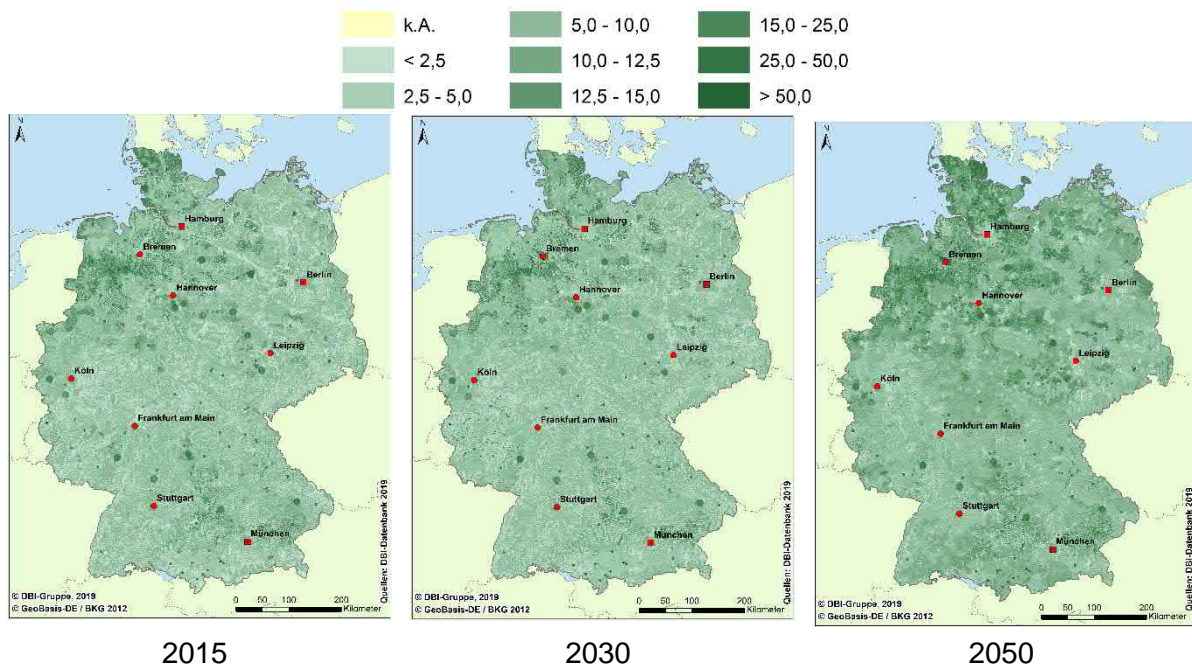 k.A.
< 2,5
2,5 - 5,0
5,0 - 10,0
10,0 - 12,5
12,5 - 15,0
15,0 - 25,0
25,0 - 50,0
> 50,0
N
Hamburg
Bremen
Berlin
Hannover
Leipzig
Köln
Frankfurt am Main
Stuttgart
München
© DBI-Gruppe, 2019
© GeoBasis-DE / BKG 2012
0 50 100 200
Kilometer
Quellen: DBI-Datenbank 2019
2015
N
Hamburg
Bremen
Berlin
Hannover
Leipzig
Köln
Frankfurt am Main
Stuttgart
München
© DBI-Gruppe, 2019
© GeoBasis-DE / BKG 2012
0 50 100 200
Kilometer
Quellen: DBI-Datenbank 2019
2030
N
Hamburg
Bremen
Berlin
Hannover
Leipzig
Köln
Frankfurt am Main
Stuttgart
München
© DBI-Gruppe, 2019
© GeoBasis-DE / BKG 2012
0 50 100 200
Kilometer
Quellen: DBI-Datenbank 2019
2050